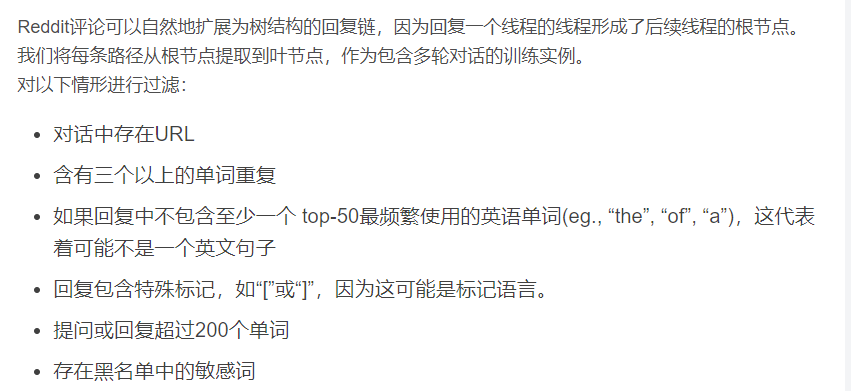 Reddit评论可以自然地扩展为树结构的回复链，因为回复一个线程的线程形成了后续线程的根节点。
我们将每条路径从根节点提取到叶节点，作为包含多轮对话的训练实例。
对以下情形进行过滤：
• 对话中存在URL
• 含有三个以上的单词重复
• 如果回复中不包含至少一个 top-50最频繁使用的英语单词(eg., “the”, “of”, “a”)，这代表
着可能不是一个英文句子
• 回复包含特殊标记，如“[”或“]”，因为这可能是标记语言。
• 提问或回复超过200个单词
• 存在黑名单中的敏感词